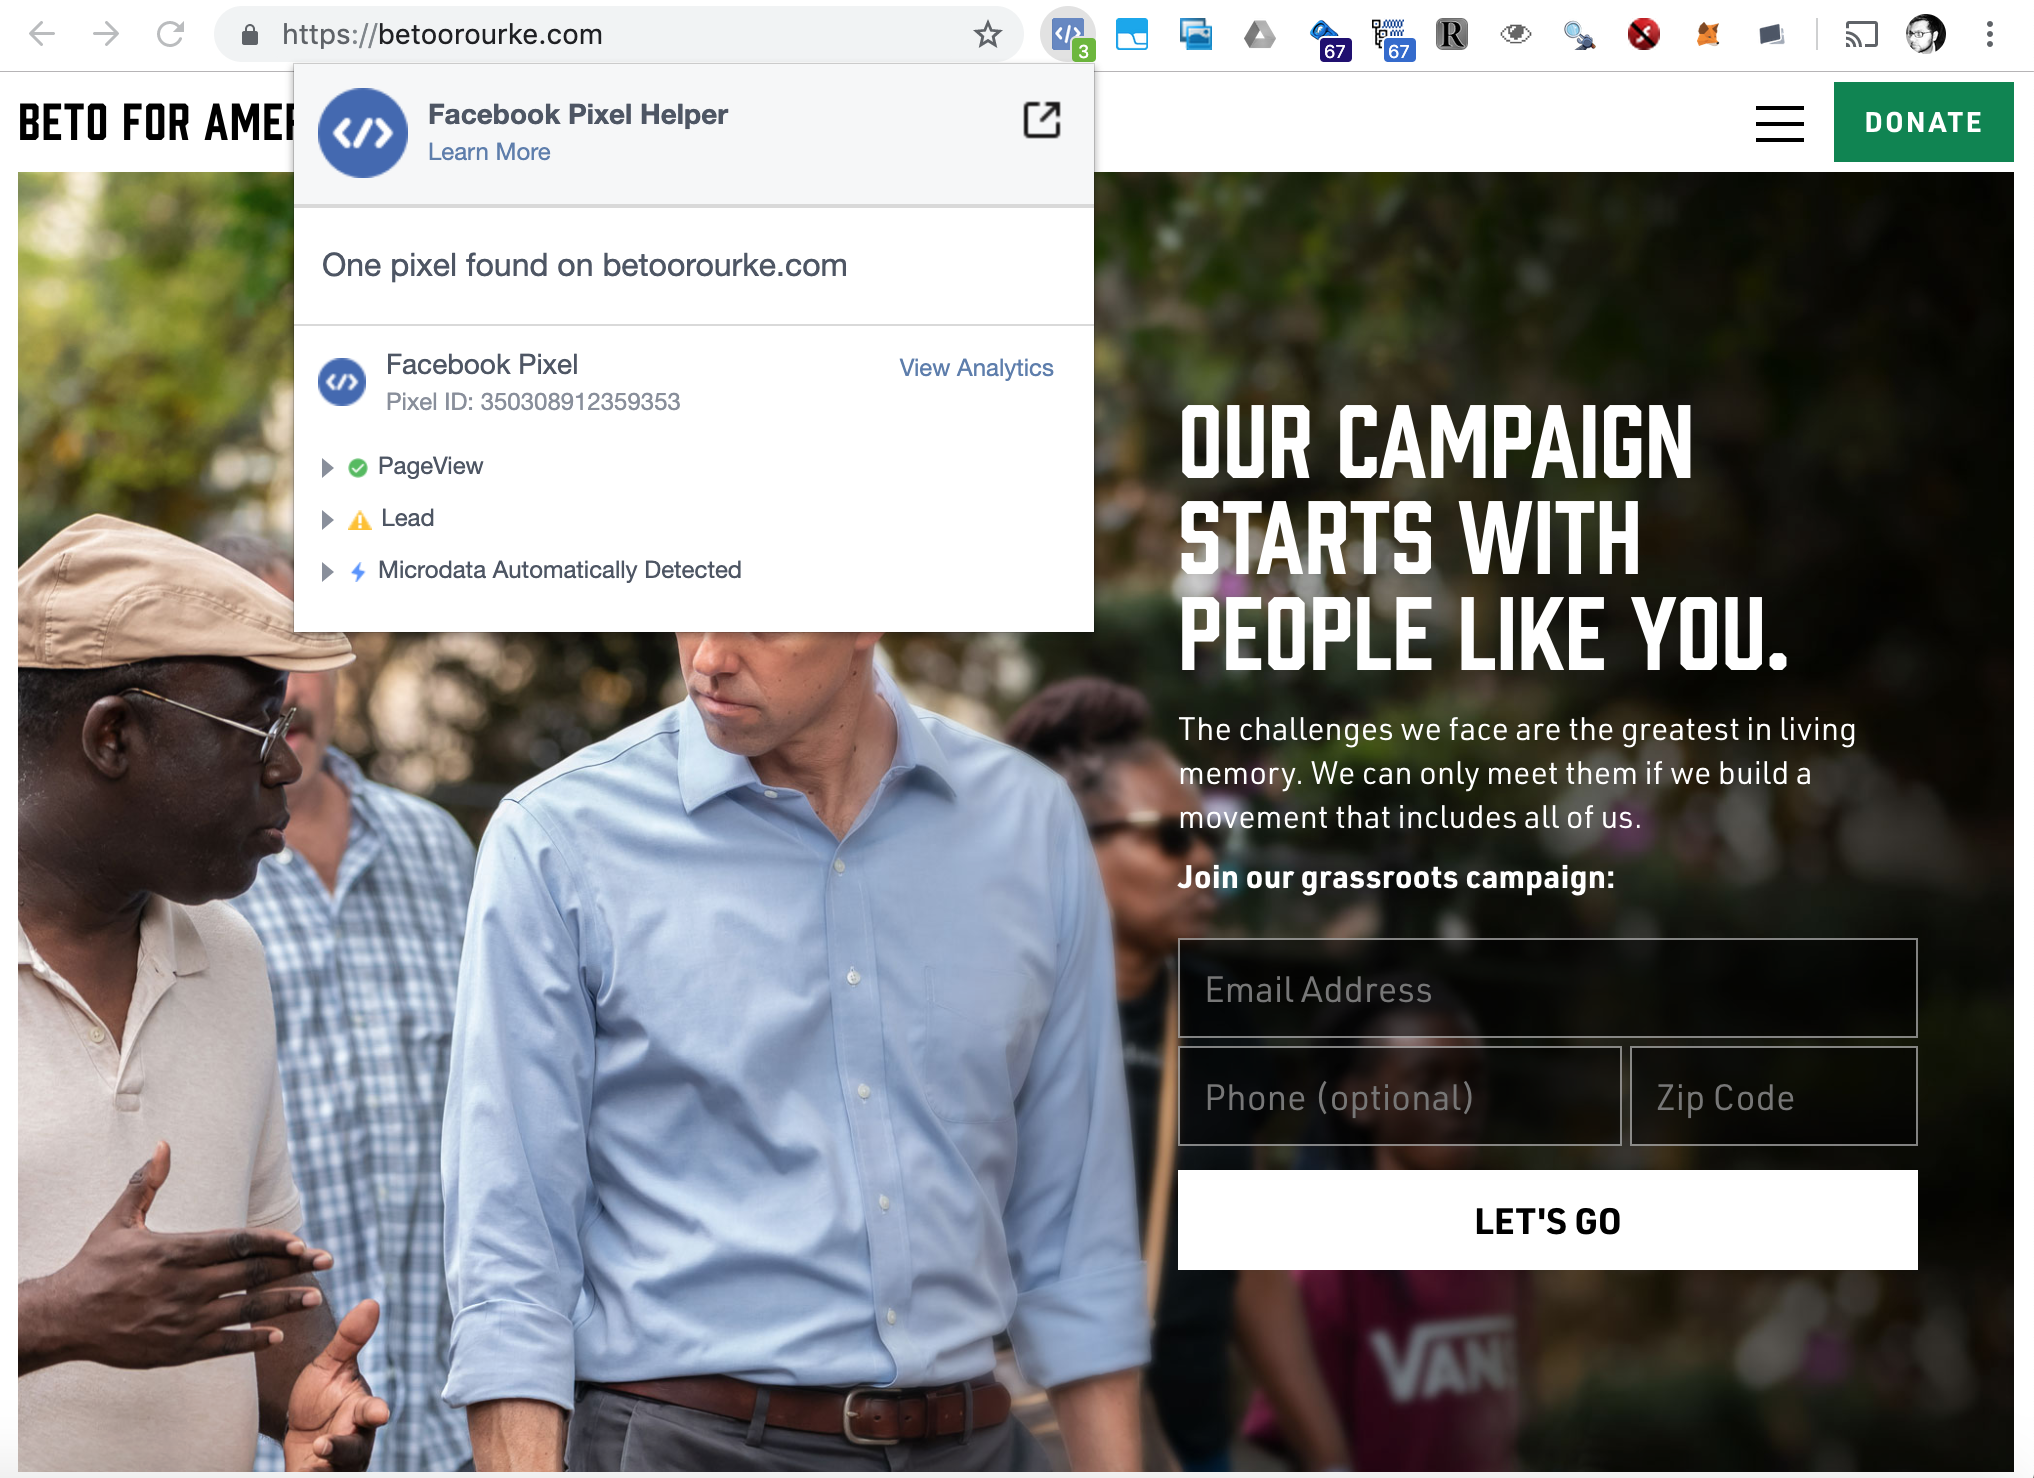 https://betoorourke.com
3
67
67
R
BETO FOR AMER
Facebook Pixel Helper
Learn More
DONATE
One pixel found on betoorourke.com
Facebook Pixel
View Analytics
Pixel ID: 350308912359353
PageView
Lead
Microdata Automatically Detected
OUR CAMPAIGN
STARTS WITH
PEOPLE LIKE YOU.
The challenges we face are the greatest in living
memory. We can only meet them if we build a
movement that includes all of us.
Join our grassroots campaign:
Email Address
Phone (optional)
Zip Code
LET'S GO
VANS